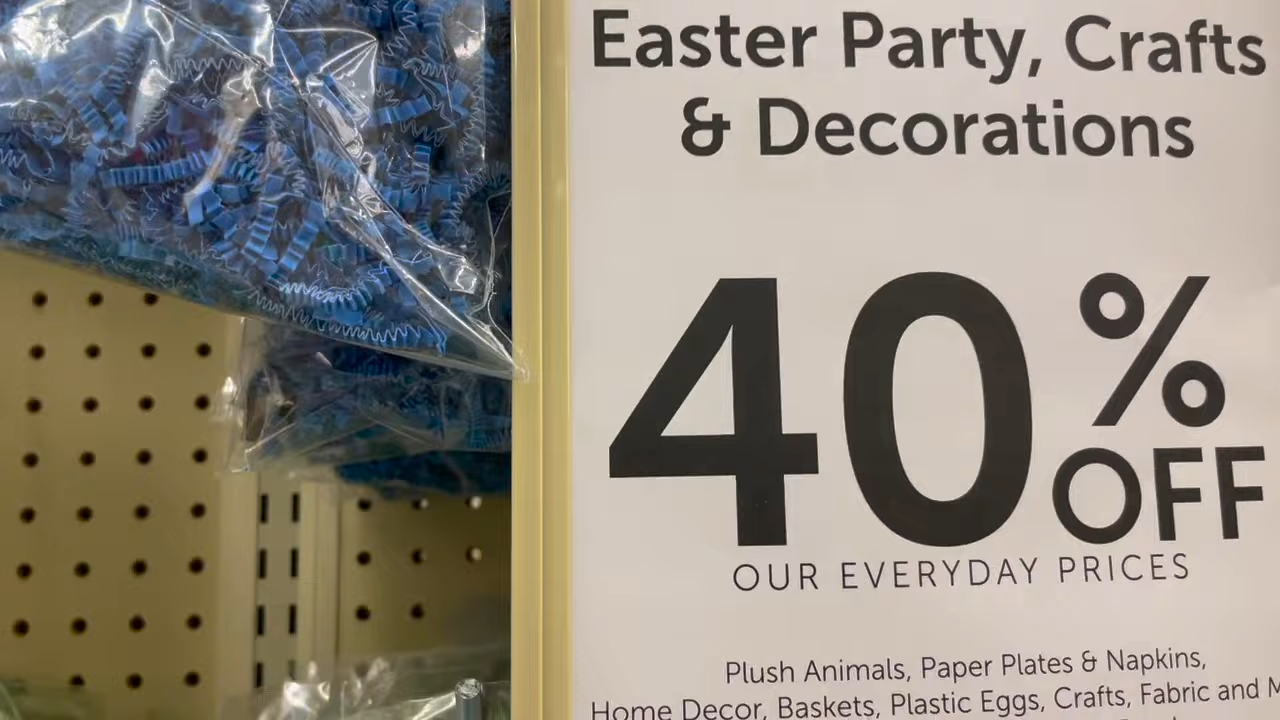 Easter Party, Crafts
& Decorations
40% OFF
OUR EVERYDAY PRICES
Plush Animals, Paper Plates & Napkins,
Home Decor, Baskets, Plastic Eggs, Crafts, Fabric and